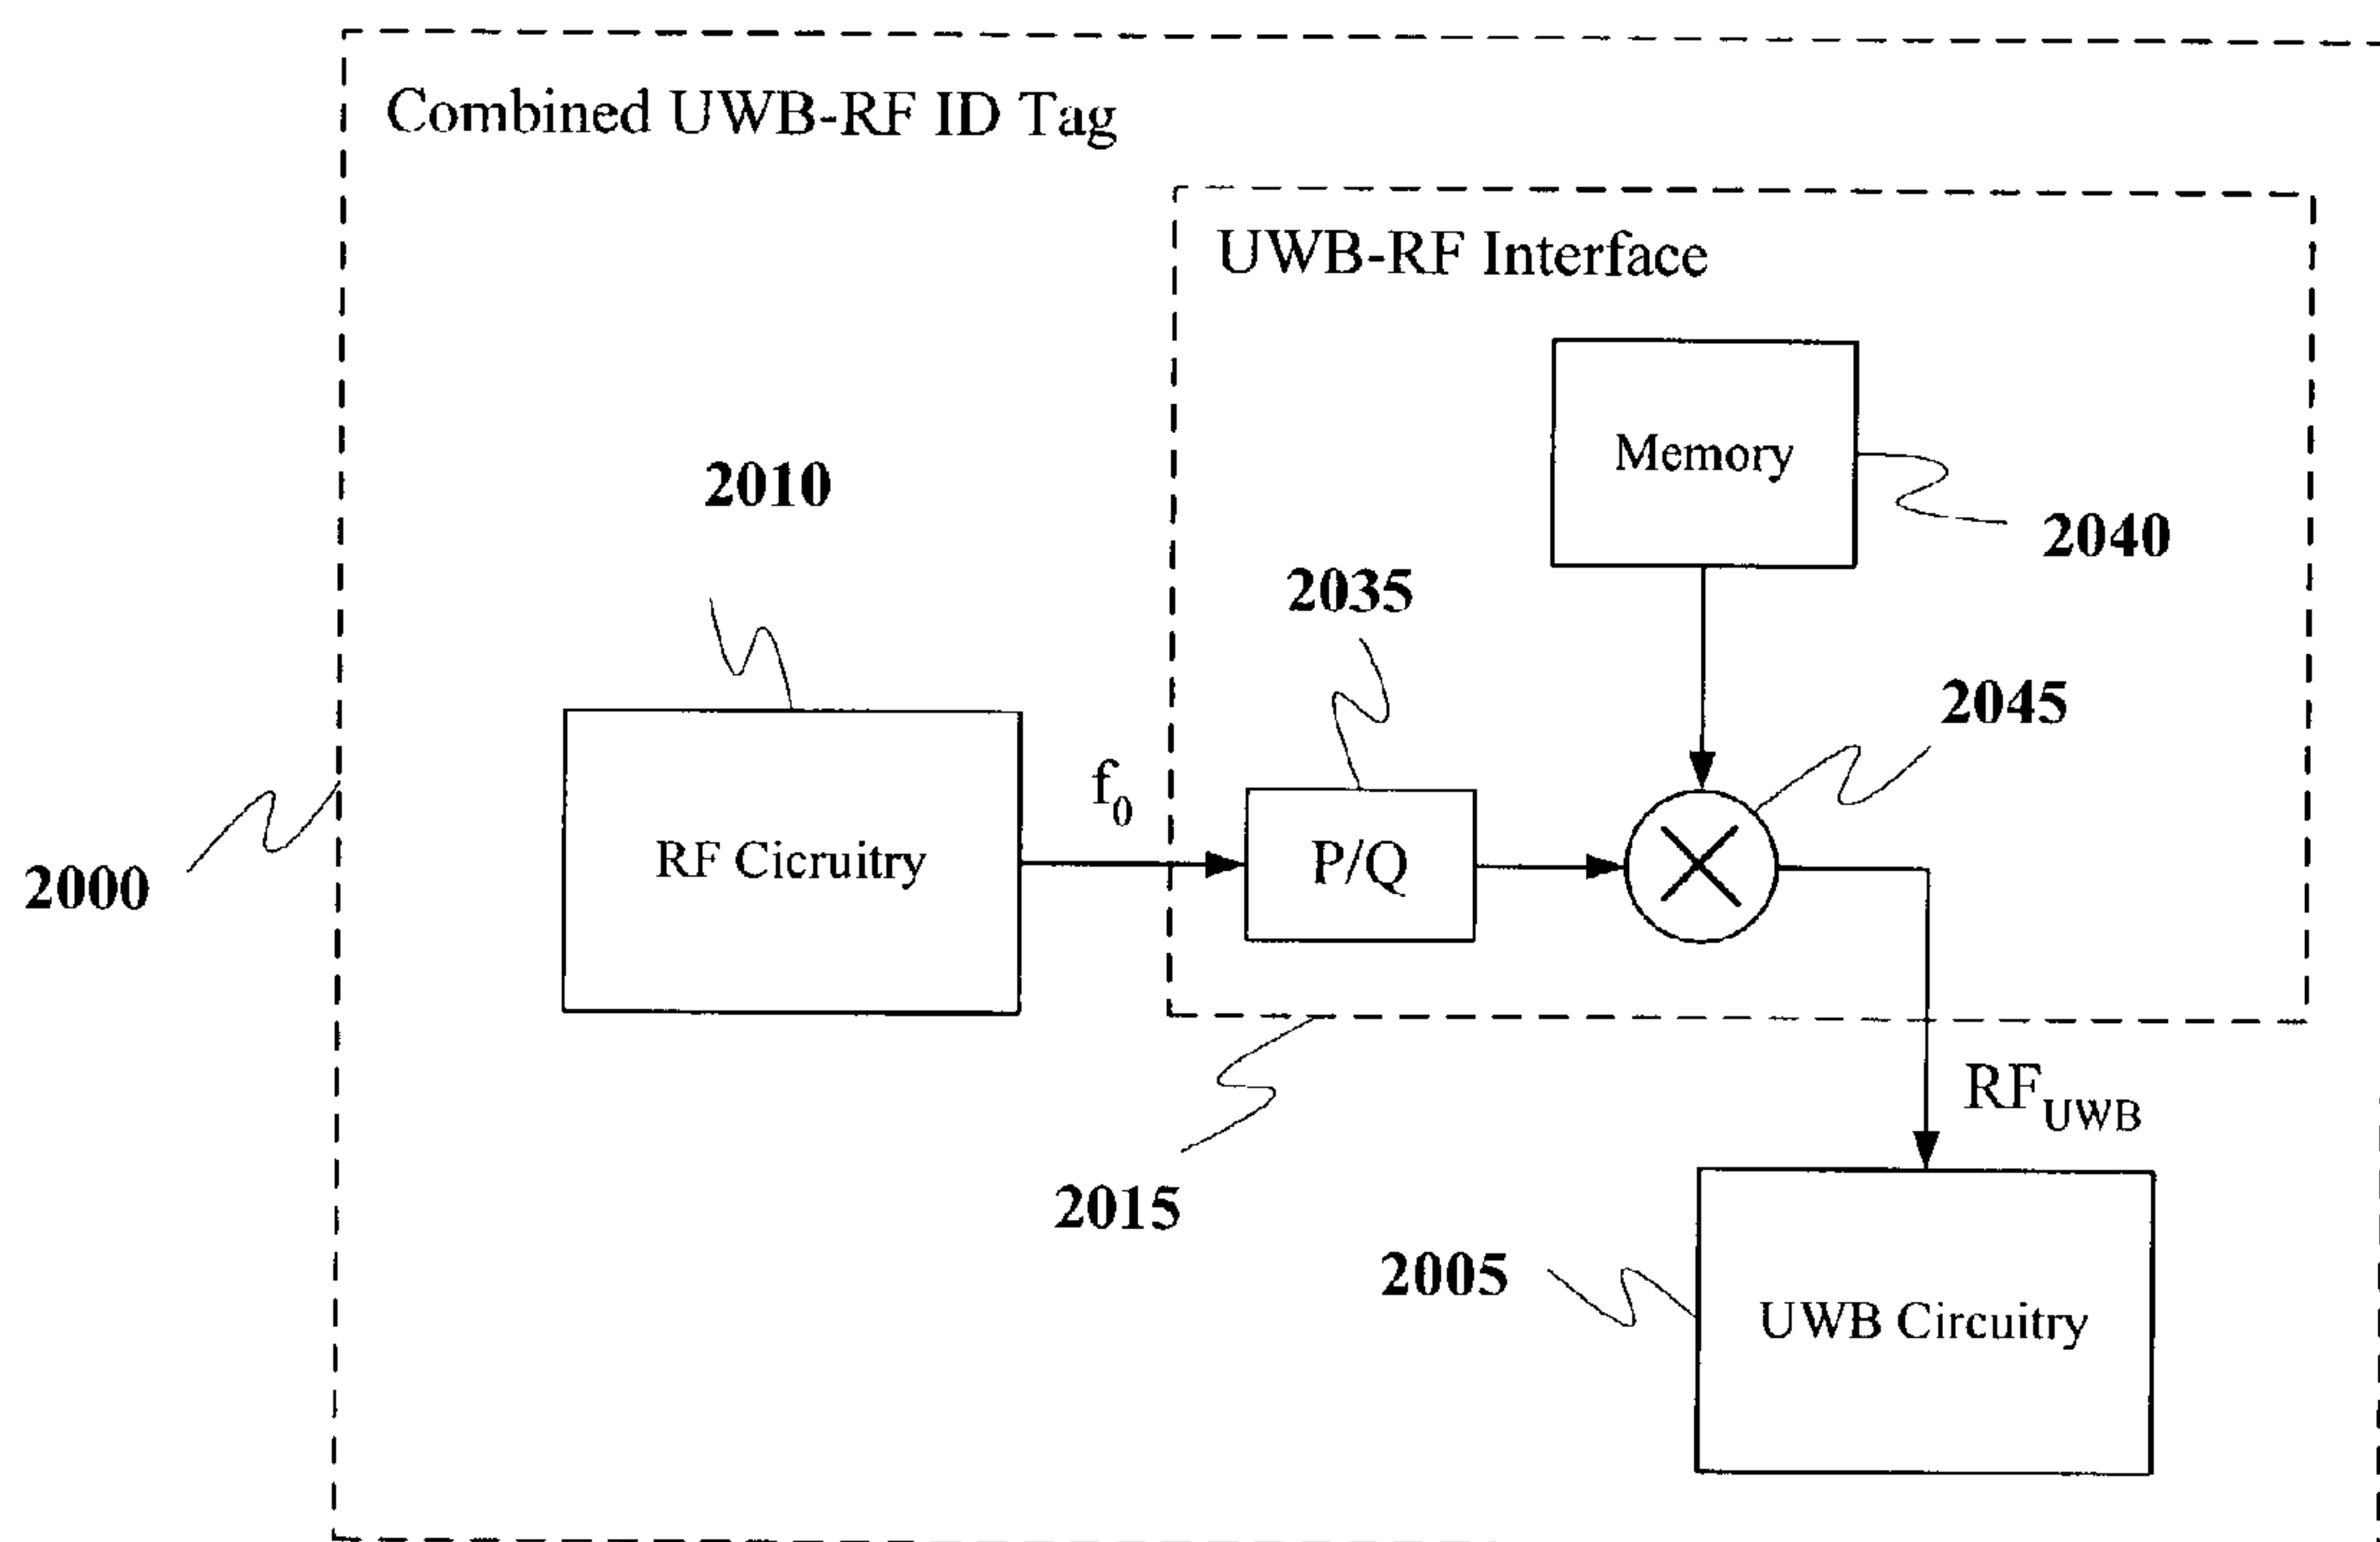 Combined UWB-RF ID Tag
UWB-RF Interface
Memory
2010
2040
2035
2045
f0
RF Cicruitry
P/Q
2000
RFUWB
2015
2005
UWB Circuitry